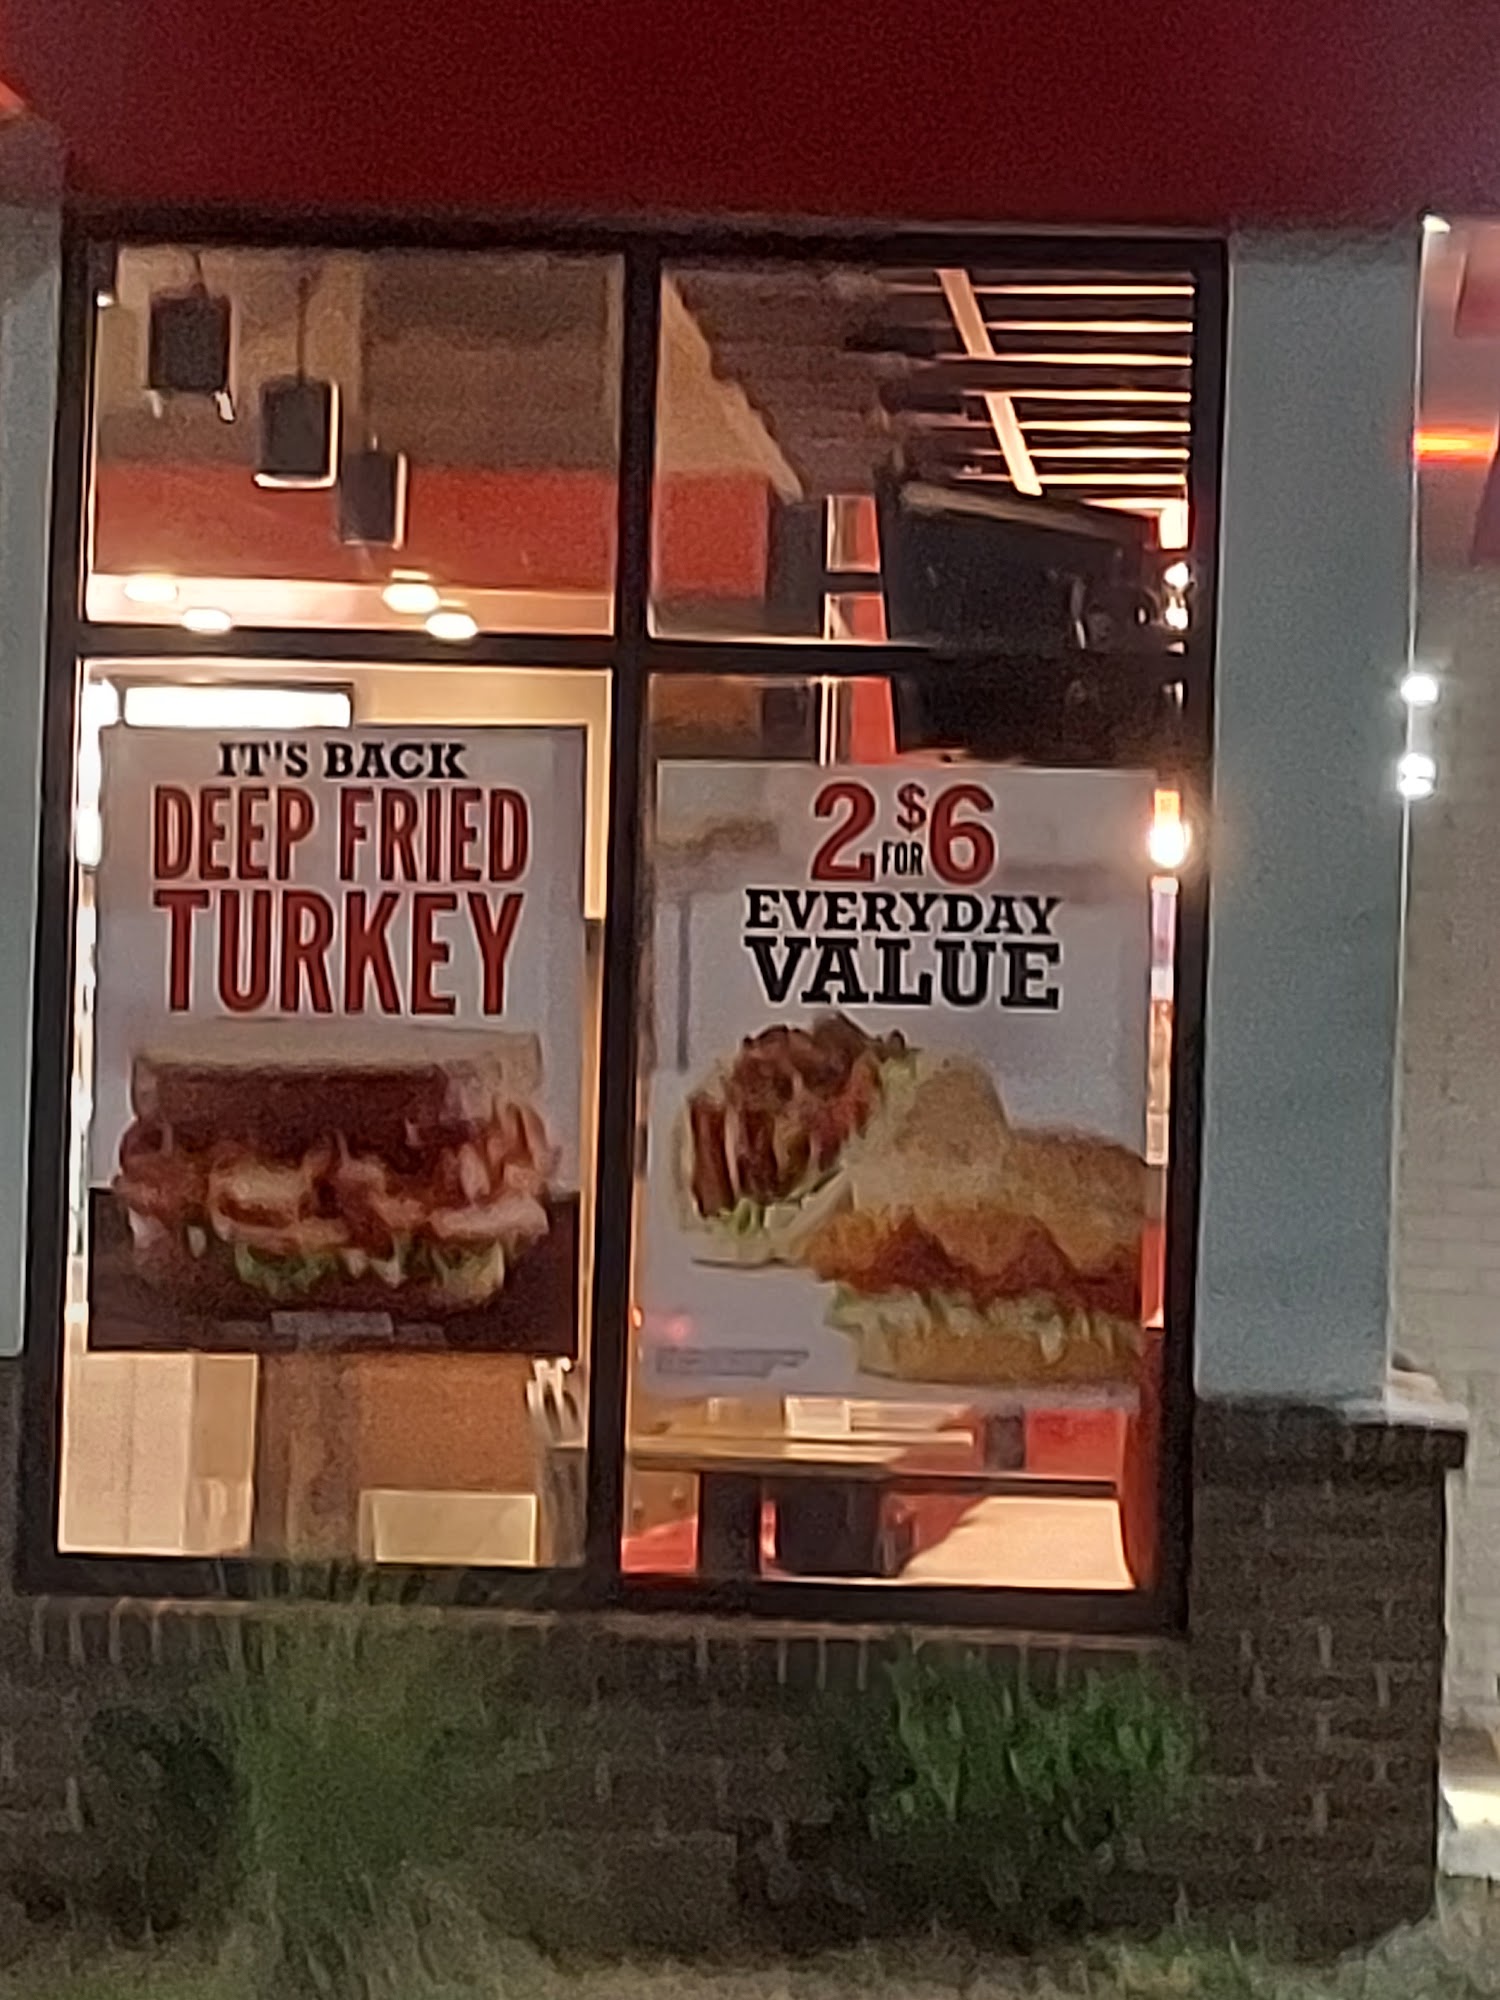 IT'S BACK
DEEP FRIED
TURKEY
2 FOR $6
EVERYDAY
VALUE